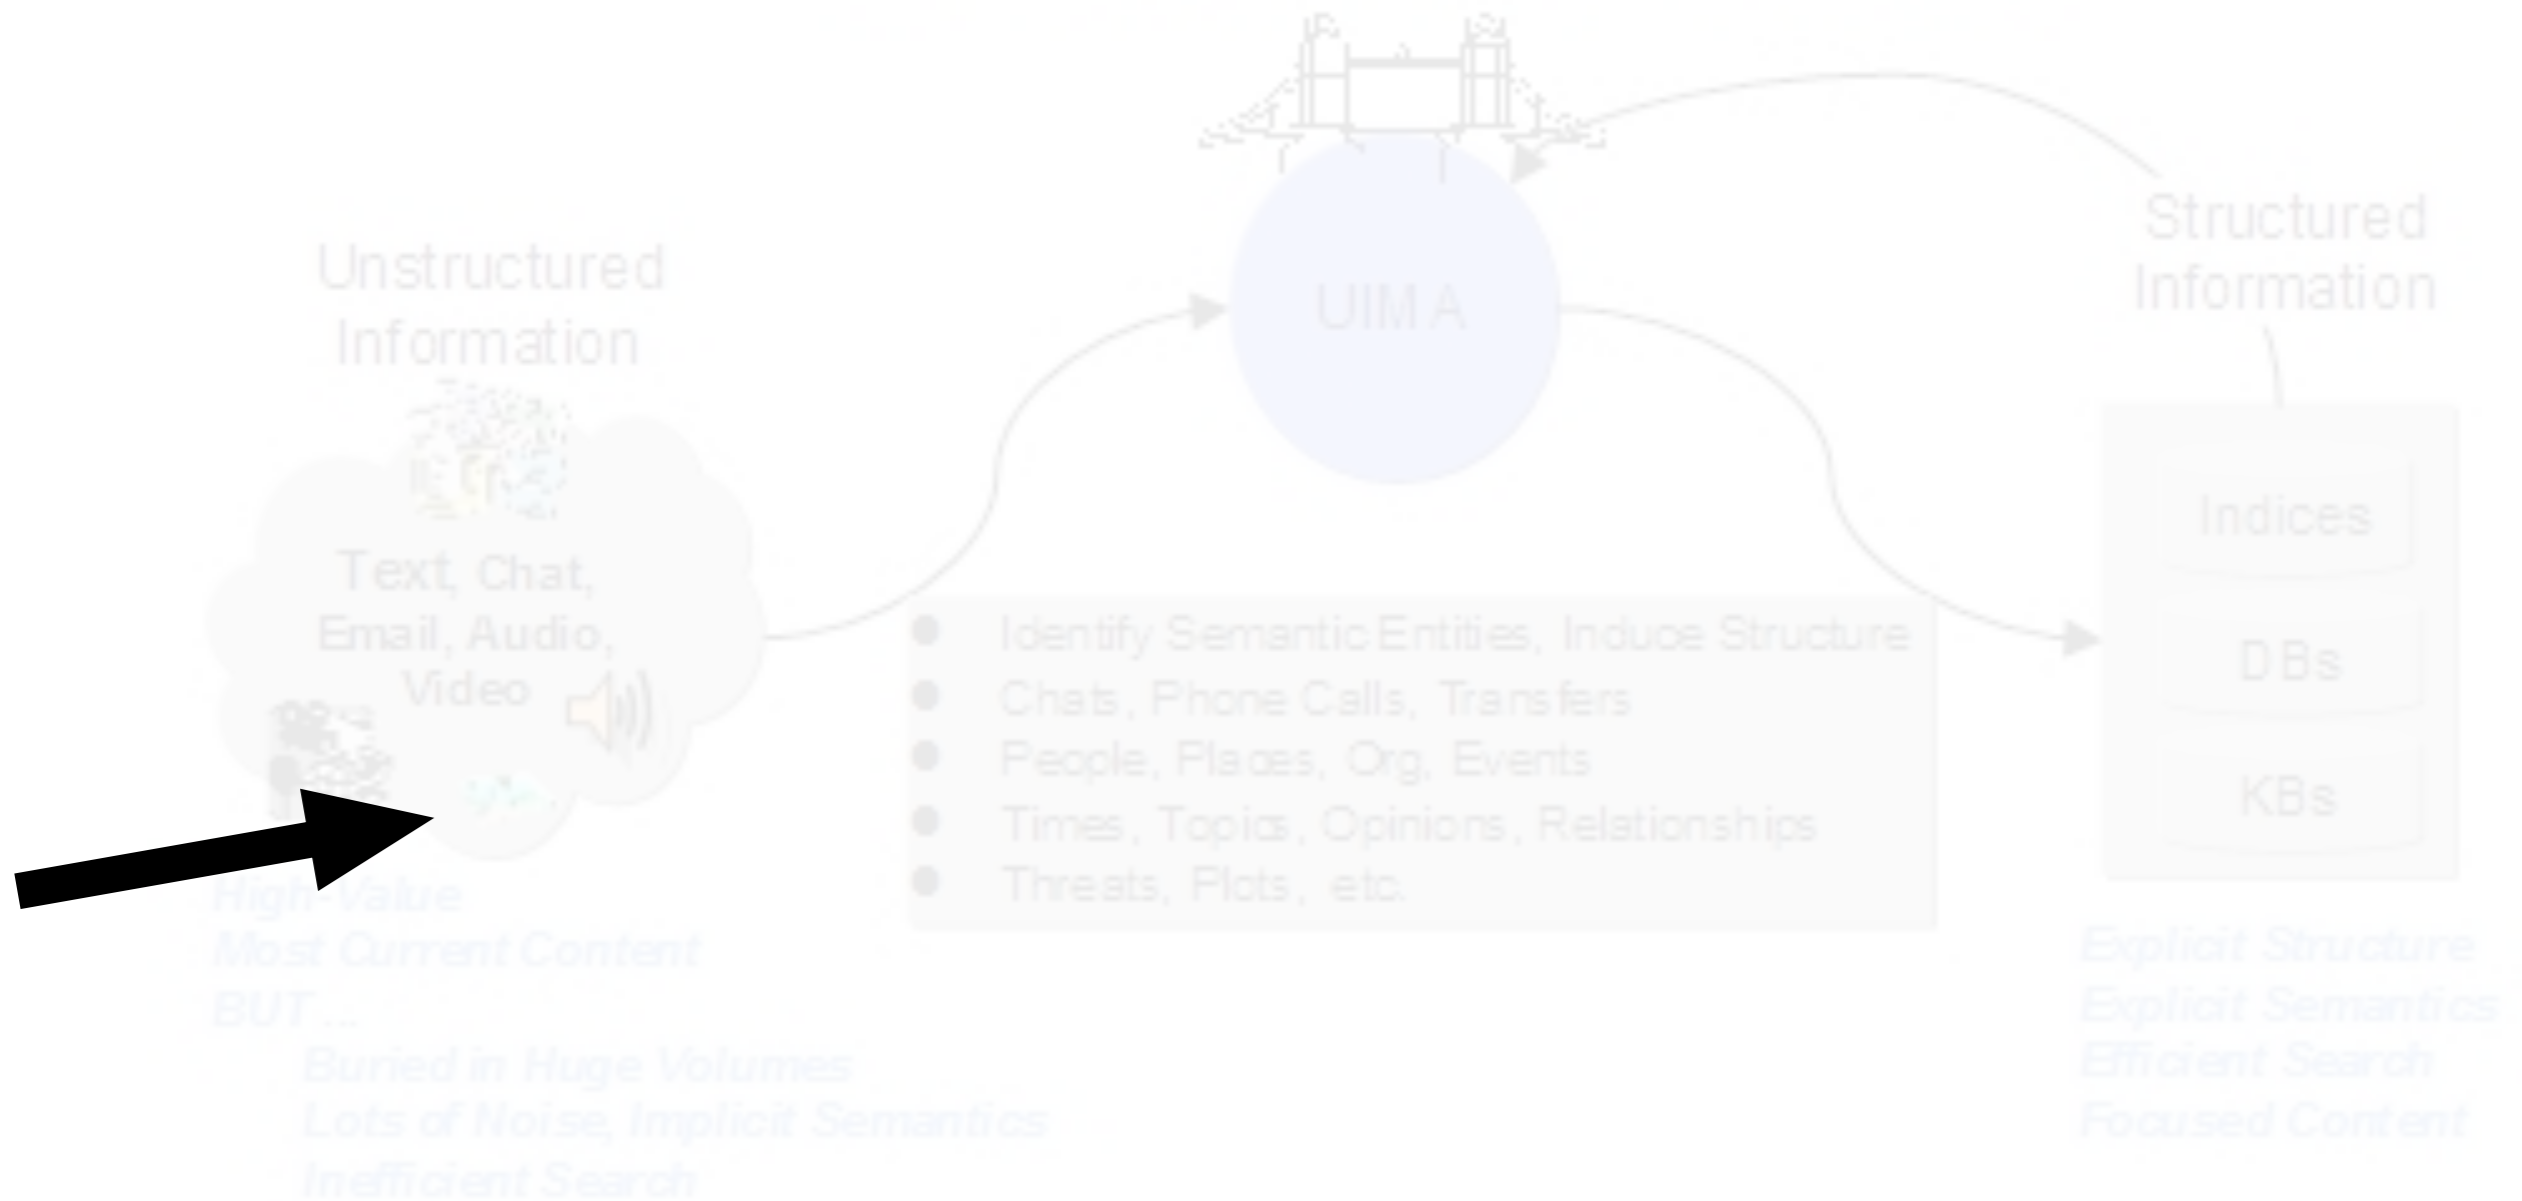 Unstructured
Information
Text, Chat,
Email, Audio,
Video
High-Value
Most Current Content
BUT ...
Buried in Huge Volumes
Lots of Noise, Implicit Semantics
Inefficient Search
UIMA
Identify Semantic Entities, Induce Structure
Chats, Phone Calls, Transfers
People, Places, Org, Events
Times, Topics, Opinions, Relationships
Threats, Plots, etc.
Structured
Information
Indices
DBs
KBs
Explicit Structure
Explicit Semantics
Efficient Search
Focused Content